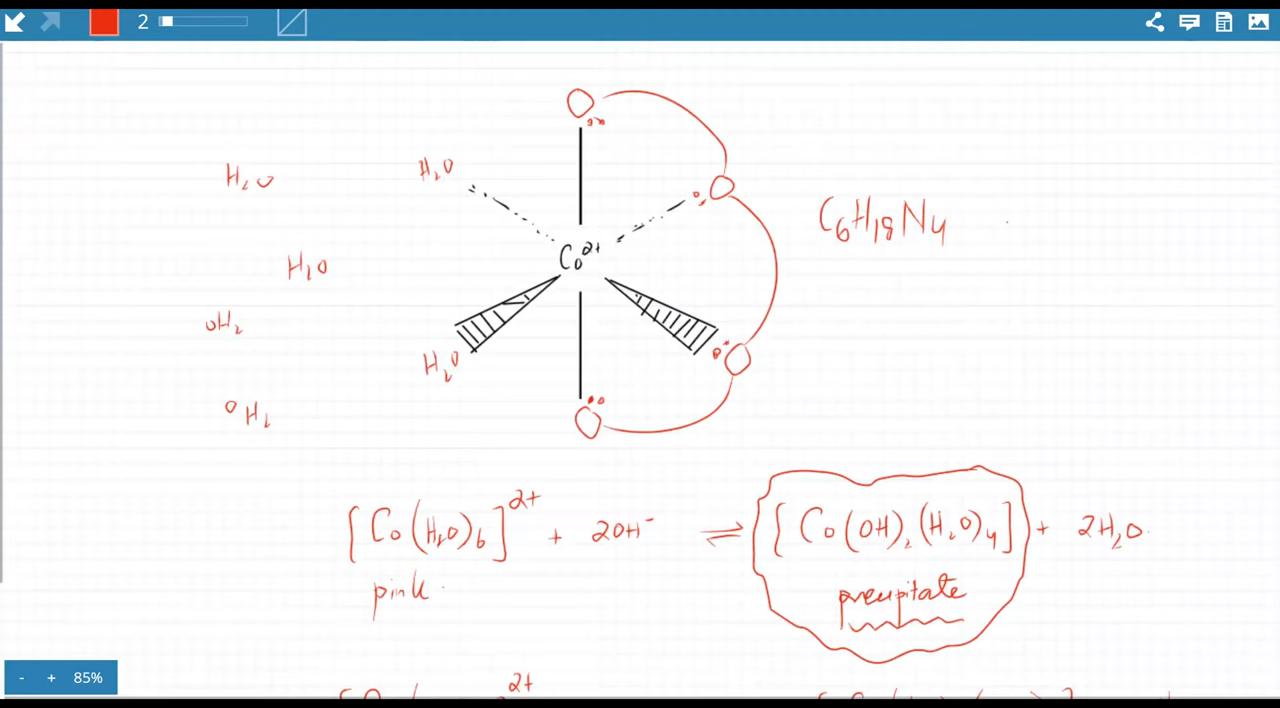 2
H₂O
H₂O
Co²⁺
C₆H₁₈N₄
H₂O
OH₂
H₂O
OH₂
[Co(H₂O)₆]²⁺ + 2OH⁻ ⇌ [Co(OH)₂(H₂O)₄] + 2H₂O
pink
precipitate
- + 85%
2+